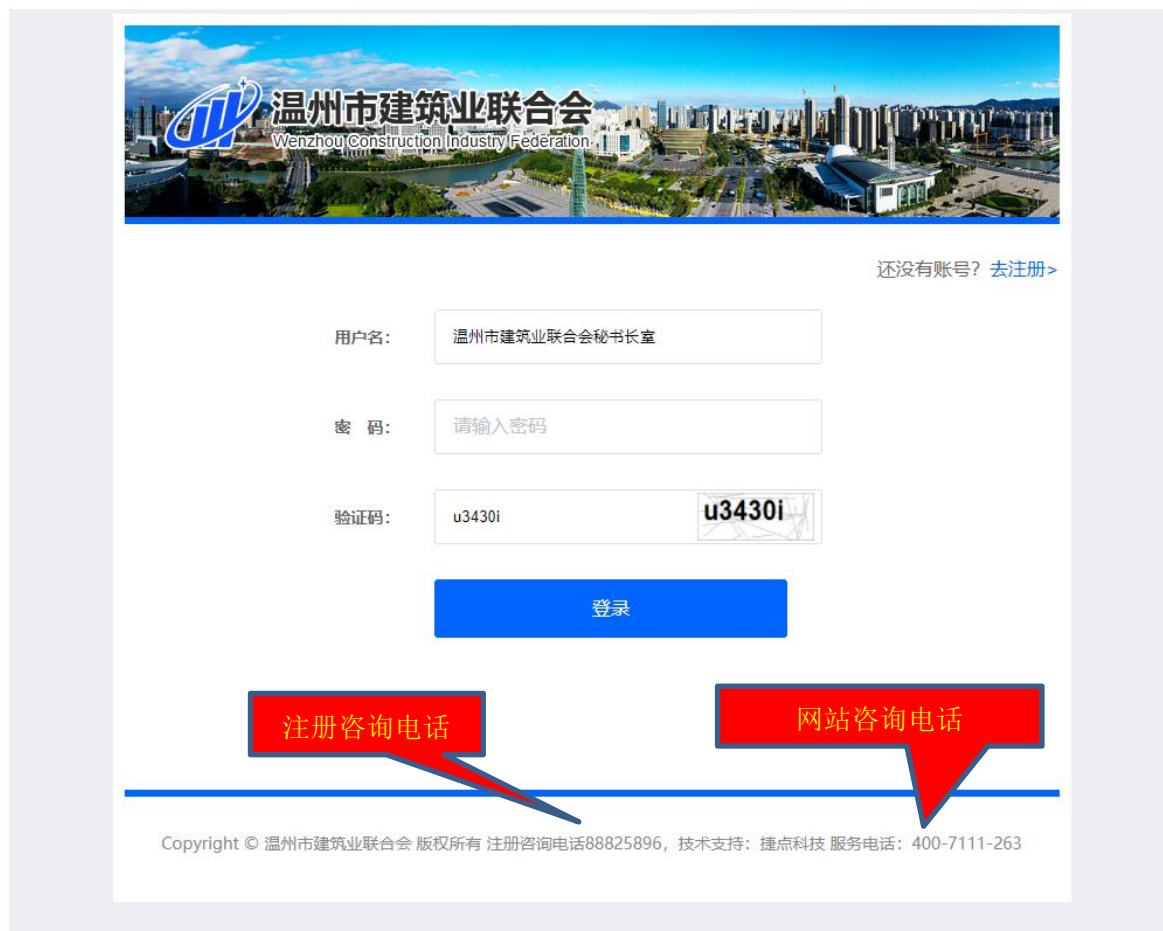 温州市建筑业联合会
Wenzhou Construction Industry Federation
还没有账号？去注册>
用户名：
温州市建筑业联合会秘书长室
密 码：
请输入密码
验证码：
u3430i
u3430i
登录
注册咨询电话
网站咨询电话
Copyright © 温州市建筑业联合会 版权所有 注册咨询电话88825896，技术支持：捷点科技 服务电话：400-7111-263